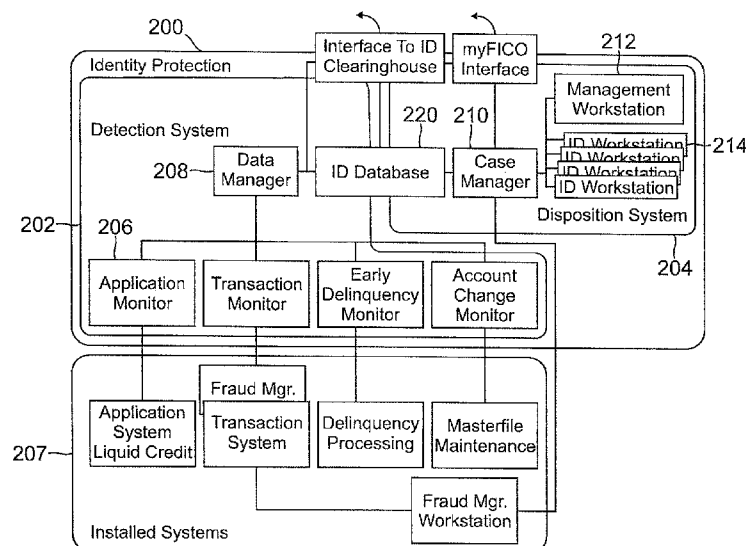 200
Interface To ID
Clearinghouse
myFICO
Interface
212
Identity Protection
Management
Workstation
220
210
Detection System
214
ID Workstation
ID Workstation
ID Workstation
ID Workstation
208
Data
Manager
ID Database
Case
Manager
Disposition System
202
206
204
Application
Monitor
Transaction
Monitor
Early
Delinquency
Monitor
Account
Change
Monitor
Fraud Mgr.
207
Application
System
Liquid Credit
Transaction
System
Delinquency
Processing
Masterfile
Maintenance
Fraud Mgr.
Workstation
Installed Systems